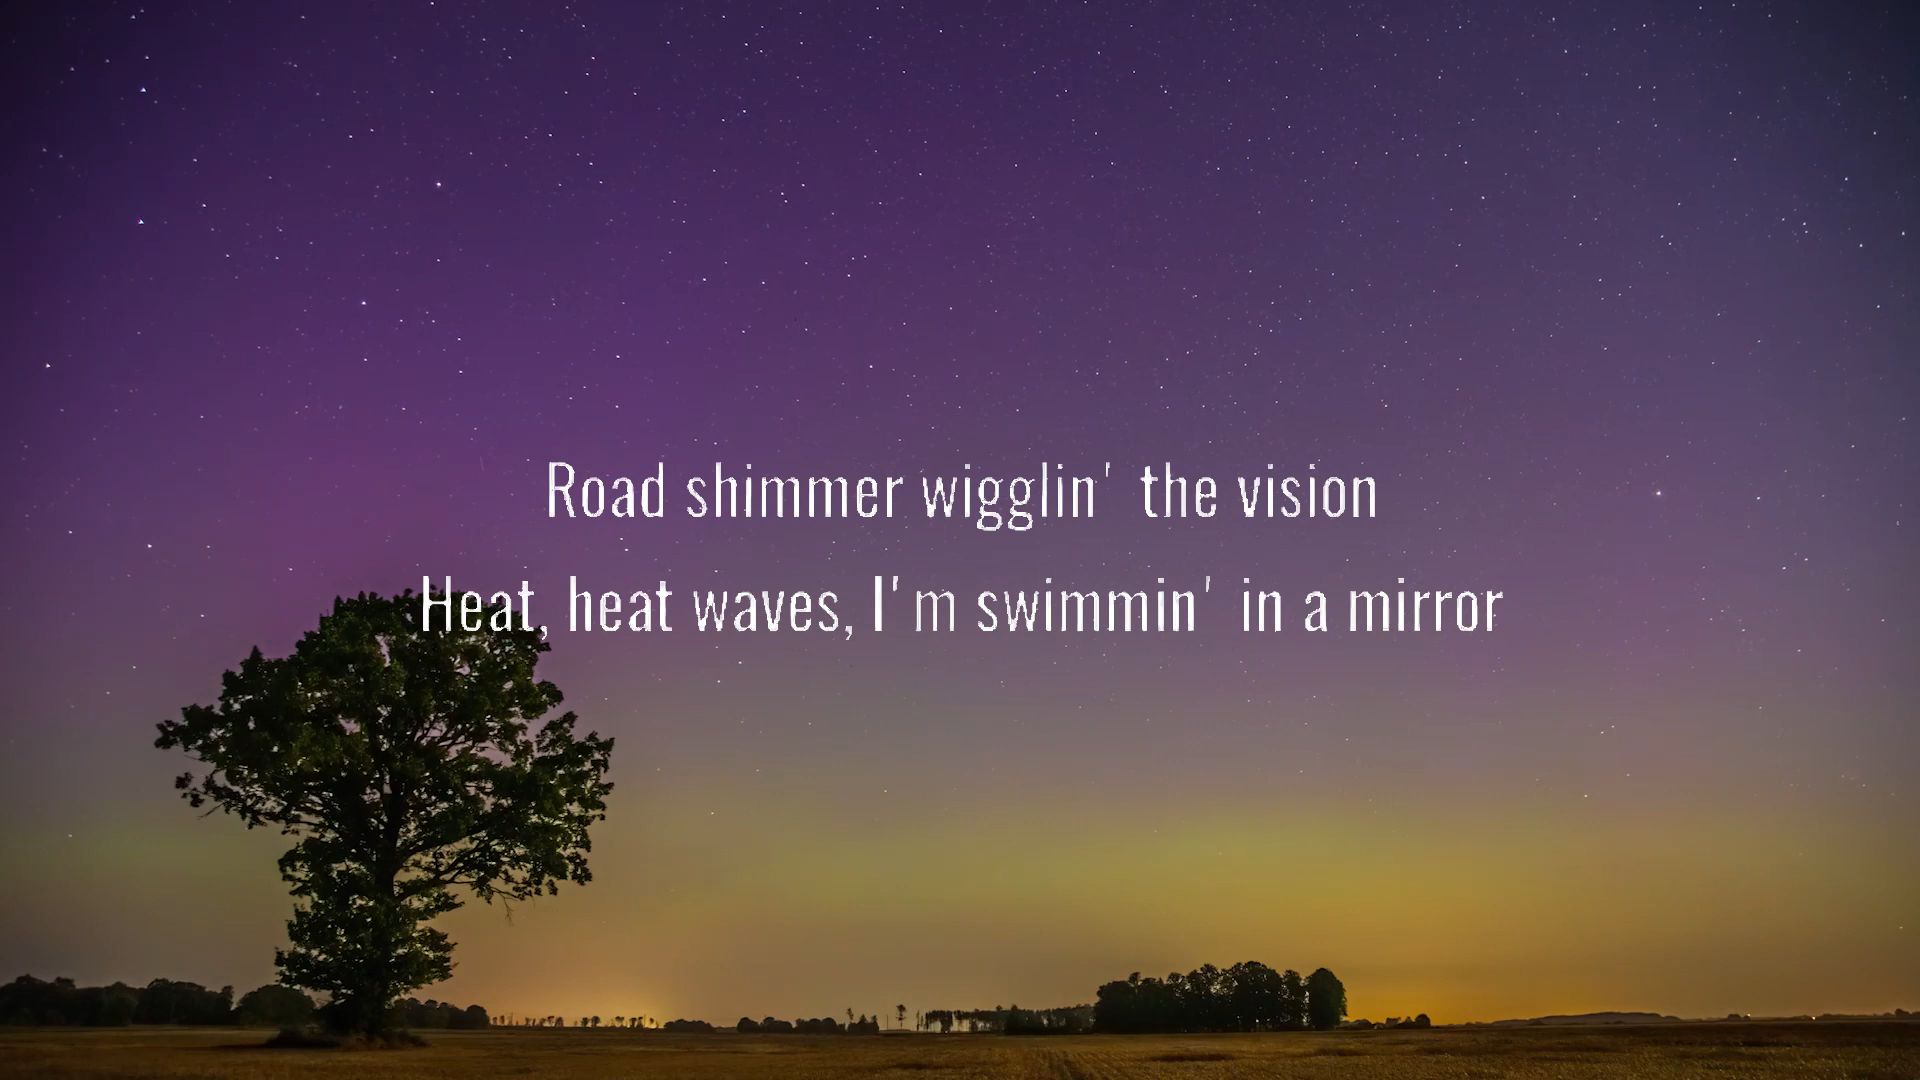 Road shimmer wigglin' the vision
Heat, heat waves, I'm swimmin' in a mirror